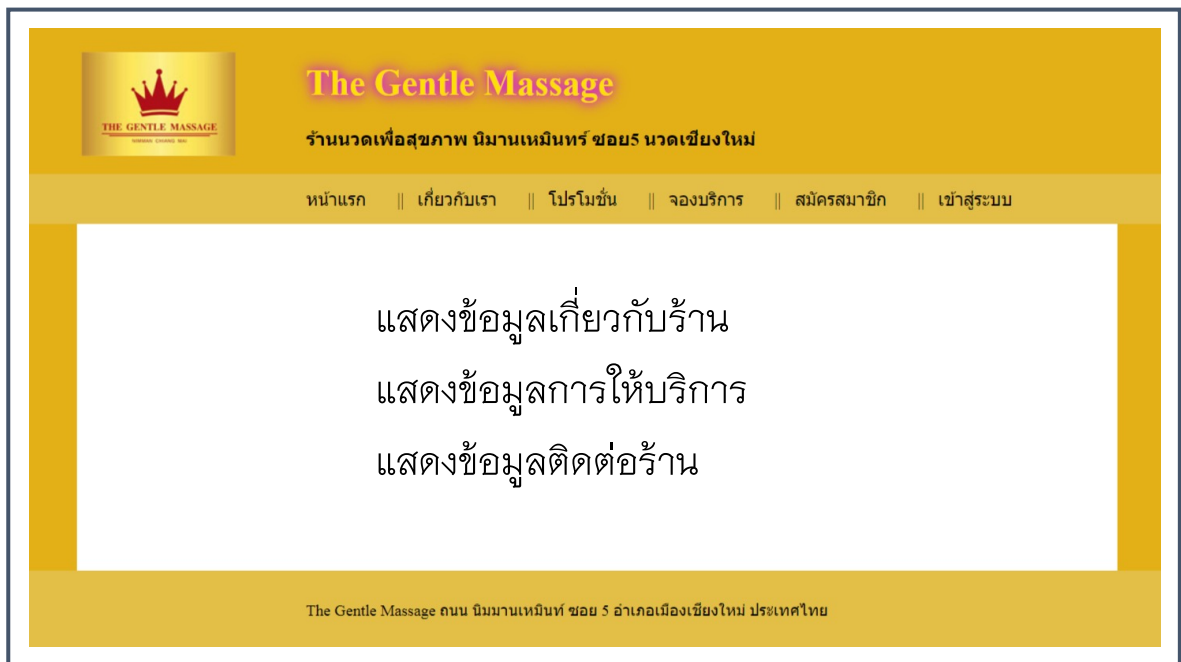 THE GENTLE MASSAGE
NIMMAN CHIANG MAI
The Gentle Massage
ร้านนวดเพื่อสุขภาพ นิมานเหมินทร์ ซอย5 นวดเชียงใหม่
หน้าแรก || เกี่ยวกับเรา || โปรโมชั่น || จองบริการ || สมัครสมาชิก || เข้าสู่ระบบ
แสดงข้อมูลเกี่ยวกับร้าน
แสดงข้อมูลการให้บริการ
แสดงข้อมูลติดต่อร้าน
The Gentle Massage ถนน นิมมานเหมินท์ ซอย 5 อำเภอเมืองเชียงใหม่ ประเทศไทย